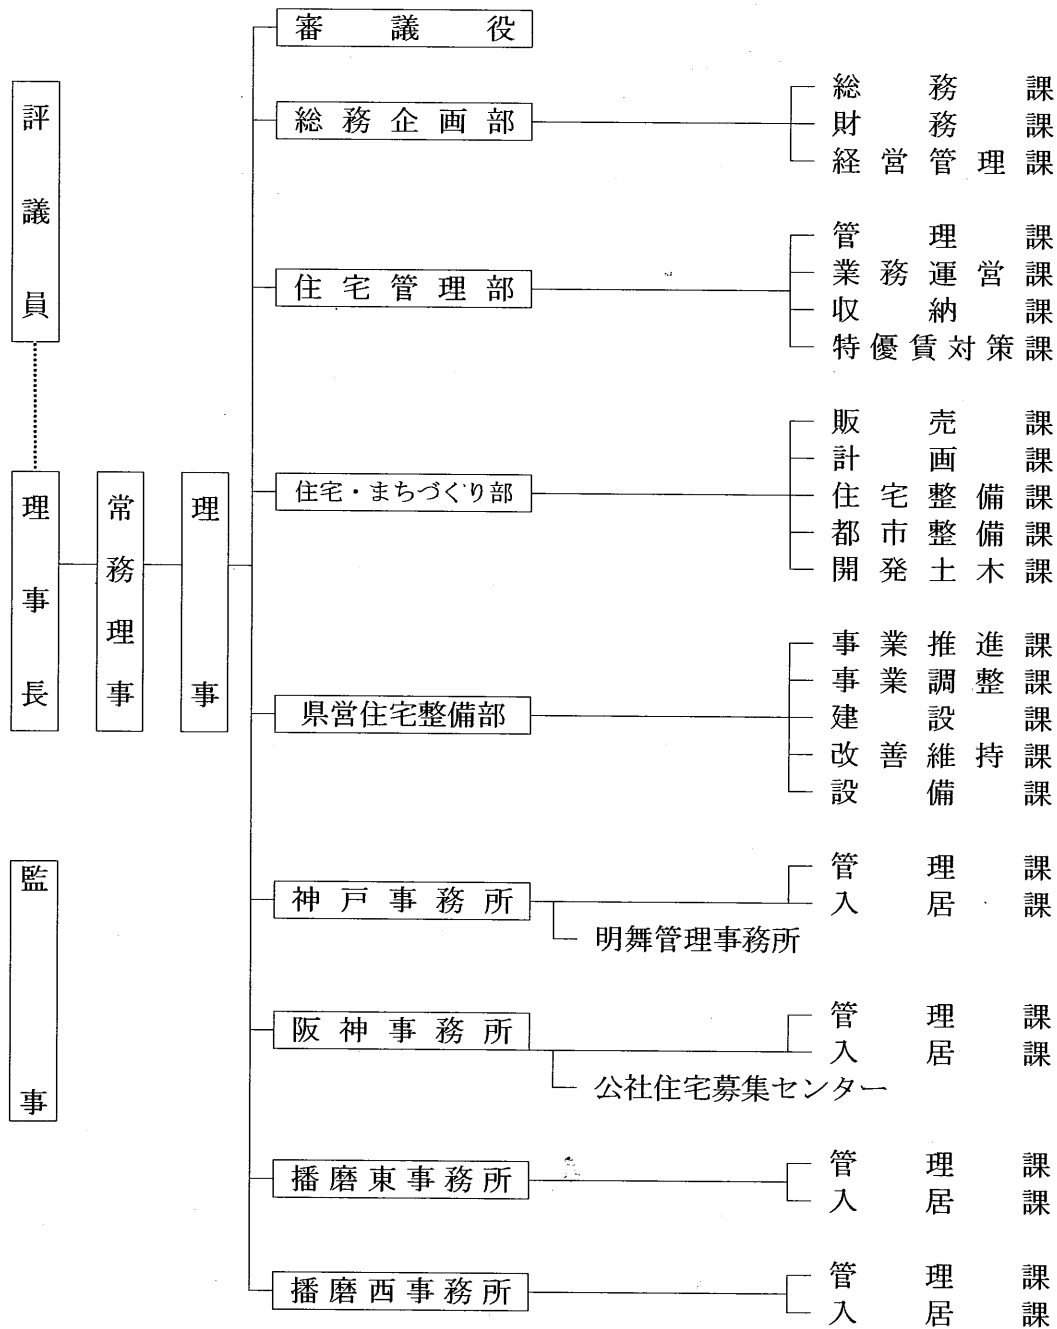 評議員
理事長
常務理事
理事
監事
審議役
総務企画部
総務課
財務課
経営管理課
住宅管理部
管理課
業務運営課
収納課
特優賃対策課
住宅・まちづくり部
販売課
計画課
住宅整備課
都市整備課
開発土木課
県営住宅整備部
事業推進課
事業調整課
建設課
改善維持課
設備課
神戸事務所
管理課
入居課
明舞管理事務所
阪神事務所
管理課
入居課
公社住宅募集センター
播磨東事務所
管理課
入居課
播磨西事務所
管理課
入居課